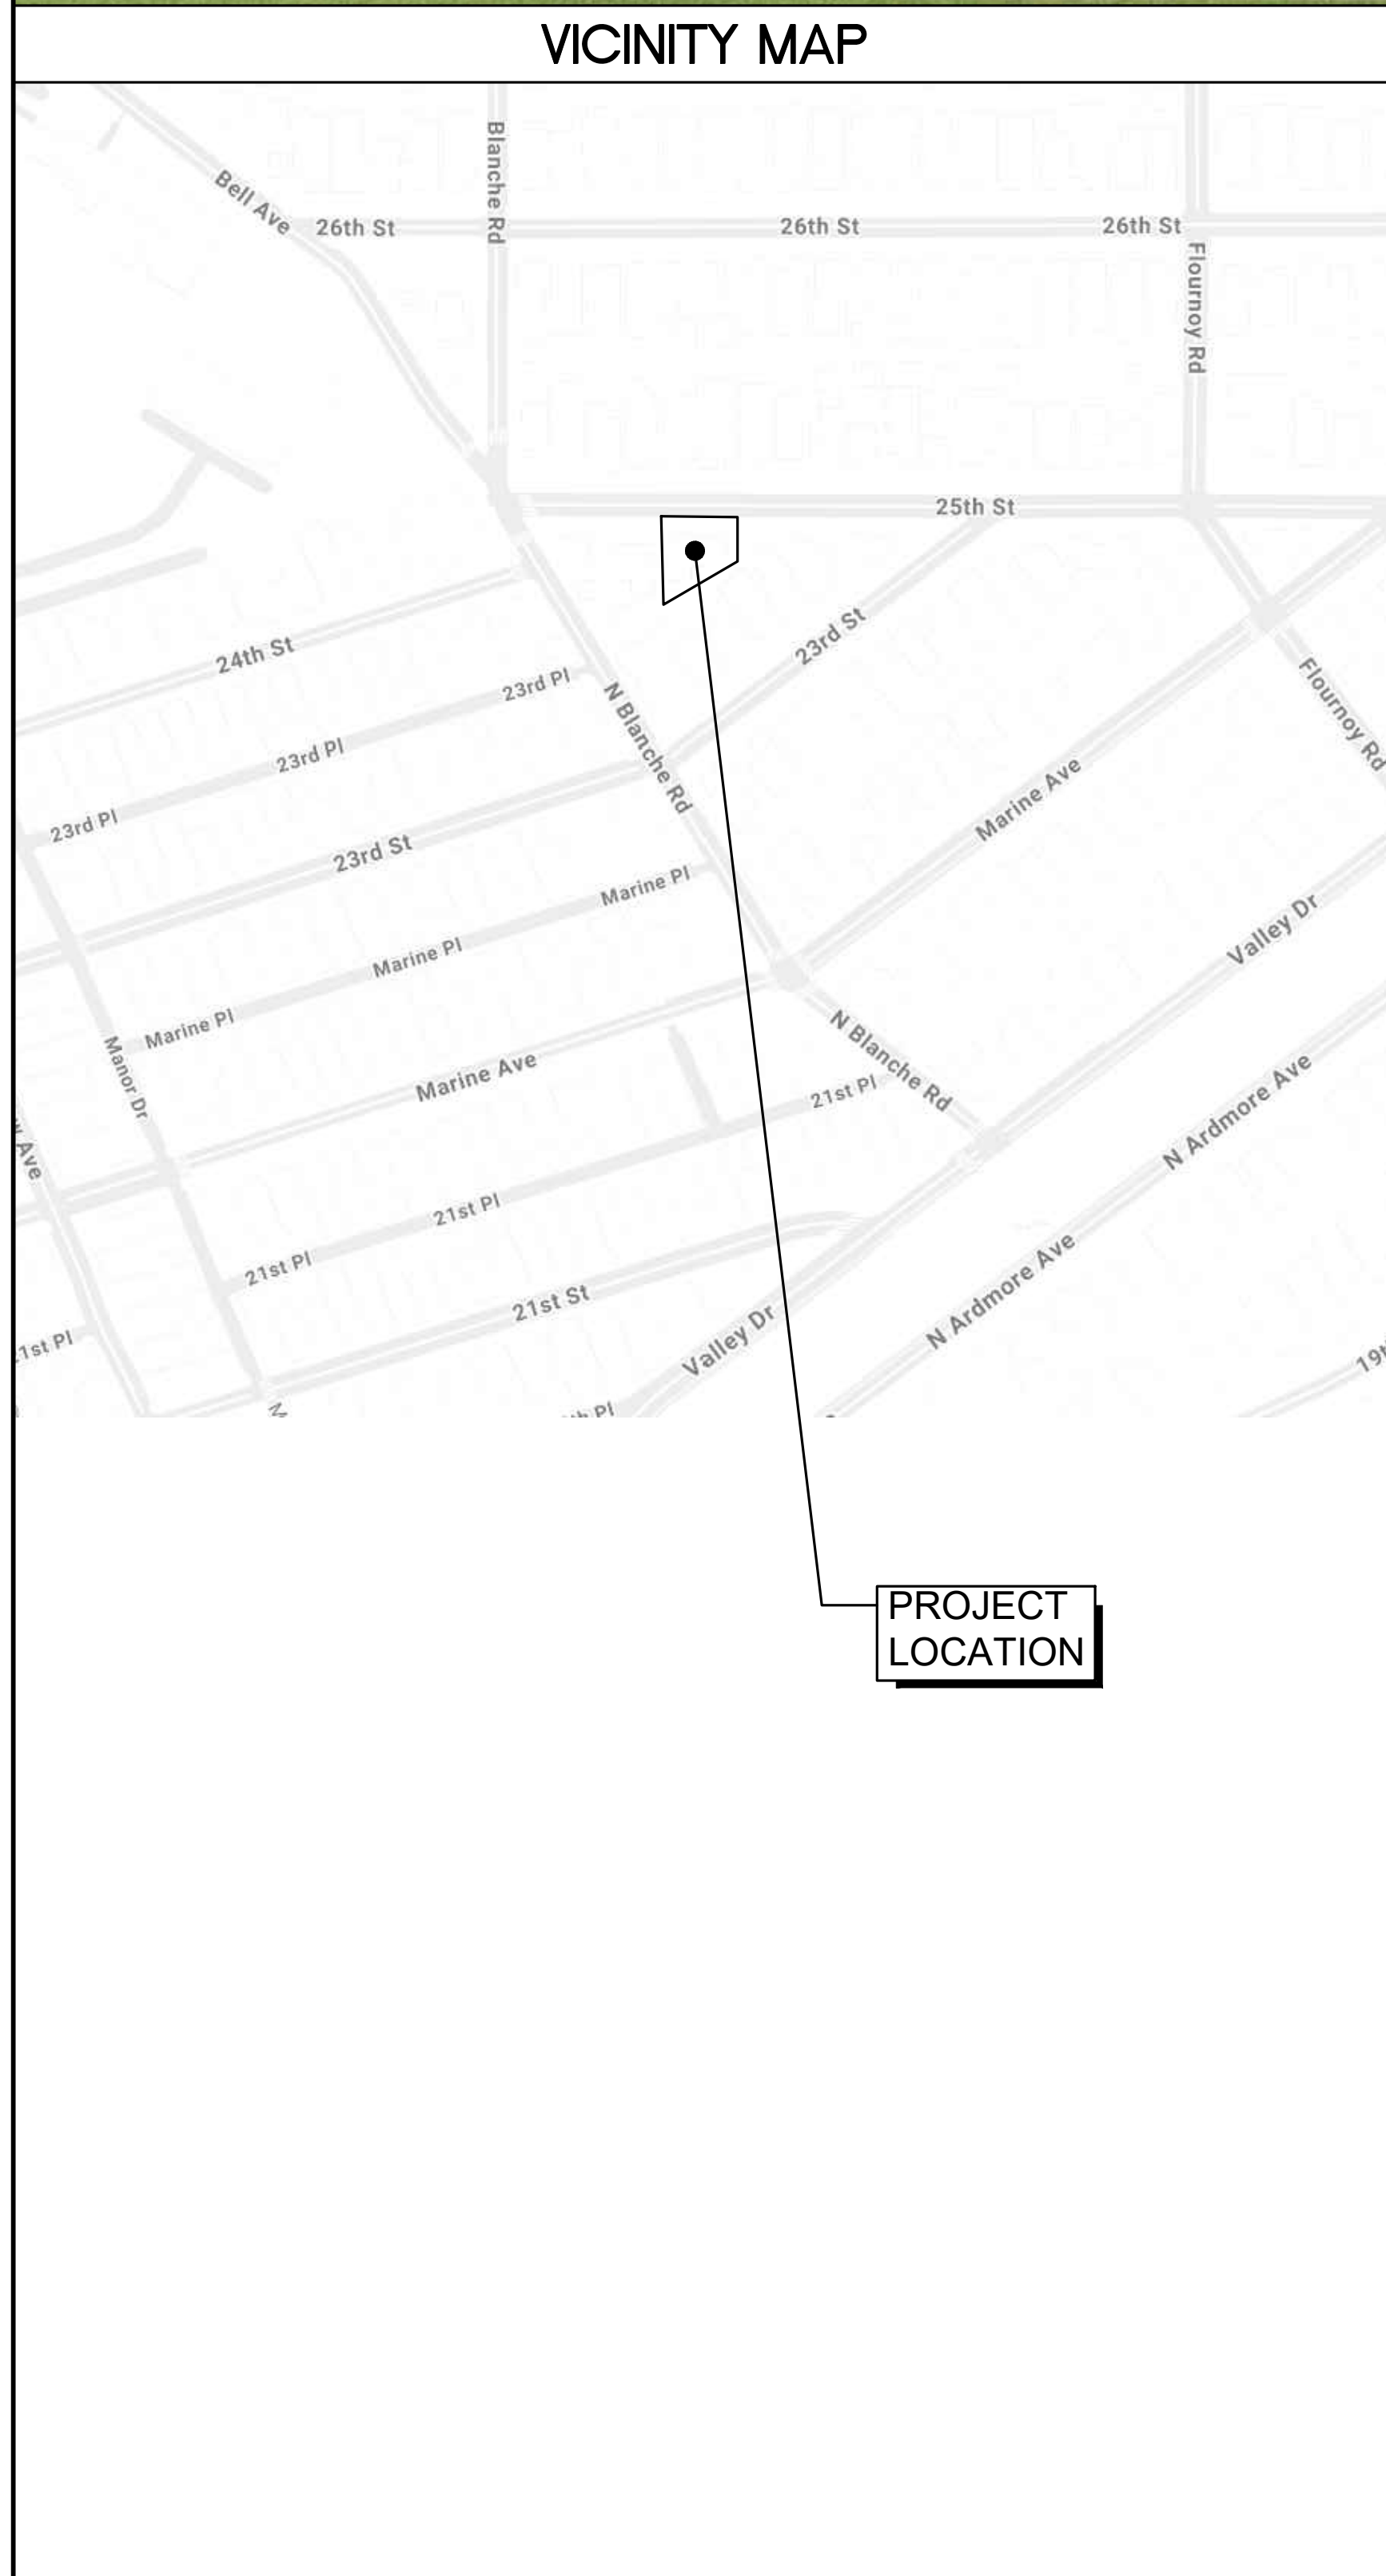 VICINITY MAP
Blanche Rd
Bell Ave
26th St
26th St
26th St
Flournoy Rd
25th St
23rd St
24th St
23rd Pl
N Blanche Rd
Flournoy Rd
23rd Pl
Marine Ave
23rd Pl
23rd St
Marine Pl
Valley Dr
Marine Pl
Marine Pl
N Blanche Rd
Manor Dr
Marine Ave
21st Pl
N Ardmore Ave
Ave
21st Pl
21st Pl
N Ardmore Ave
21st St
Valley Dr
Pl
PROJECT
LOCATION